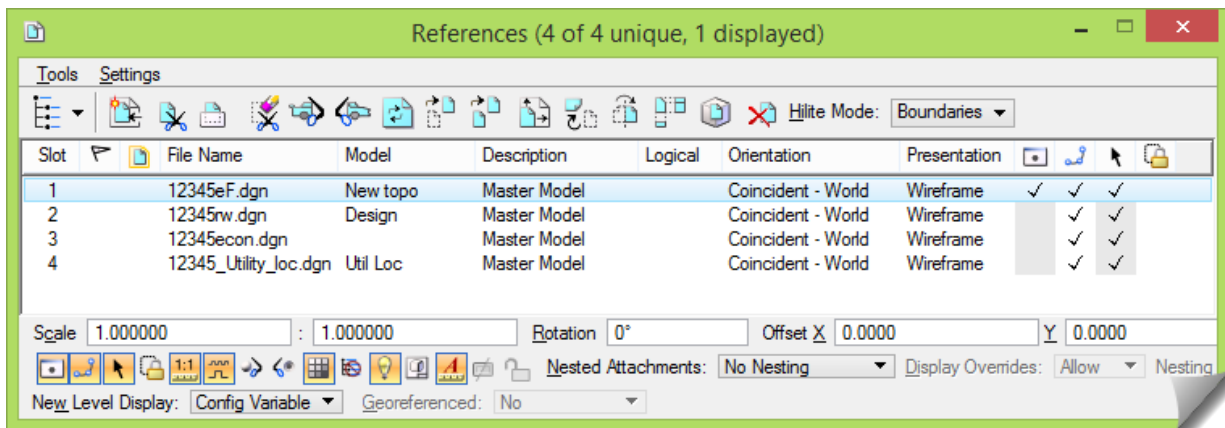 References (4 of 4 unique, 1 displayed)
Tools Settings
Hilite Mode: Boundaries
Slot File Name Model Description Logical Orientation Presentation
1 12345eF.dgn New topo Master Model Coincident - World Wireframe
2 12345rw.dgn Design Master Model Coincident - World Wireframe
3 12345econ.dgn Master Model Coincident - World Wireframe
4 12345_Utility_loc.dgn Util Loc Master Model Coincident - World Wireframe
Scale 1.000000 : 1.000000 Rotation 0° Offset X 0.0000 Y 0.0000
1:1 A Nested Attachments: No Nesting Display Overrides: Allow Nesting
New Level Display: Config Variable Georeferenced: No